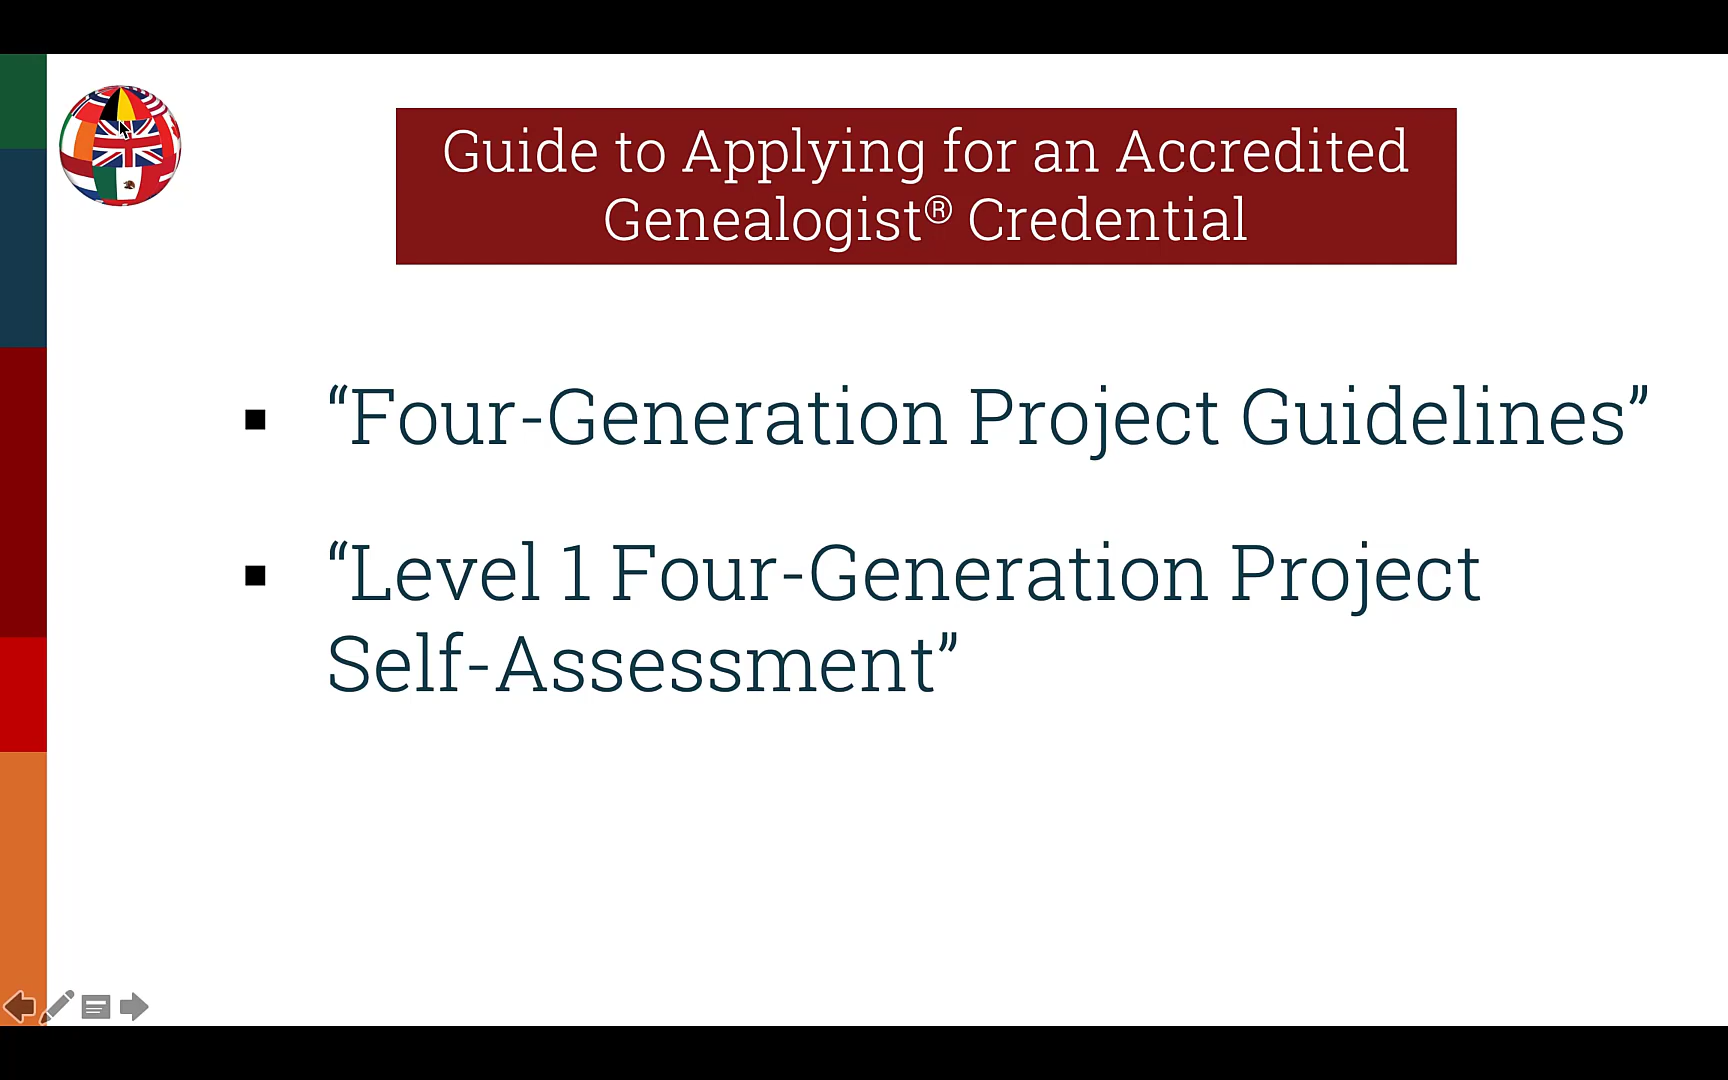 Guide to Applying for an Accredited
Genealogist® Credential
▪ “Four-Generation Project Guidelines”
▪ “Level 1 Four-Generation Project
Self-Assessment”